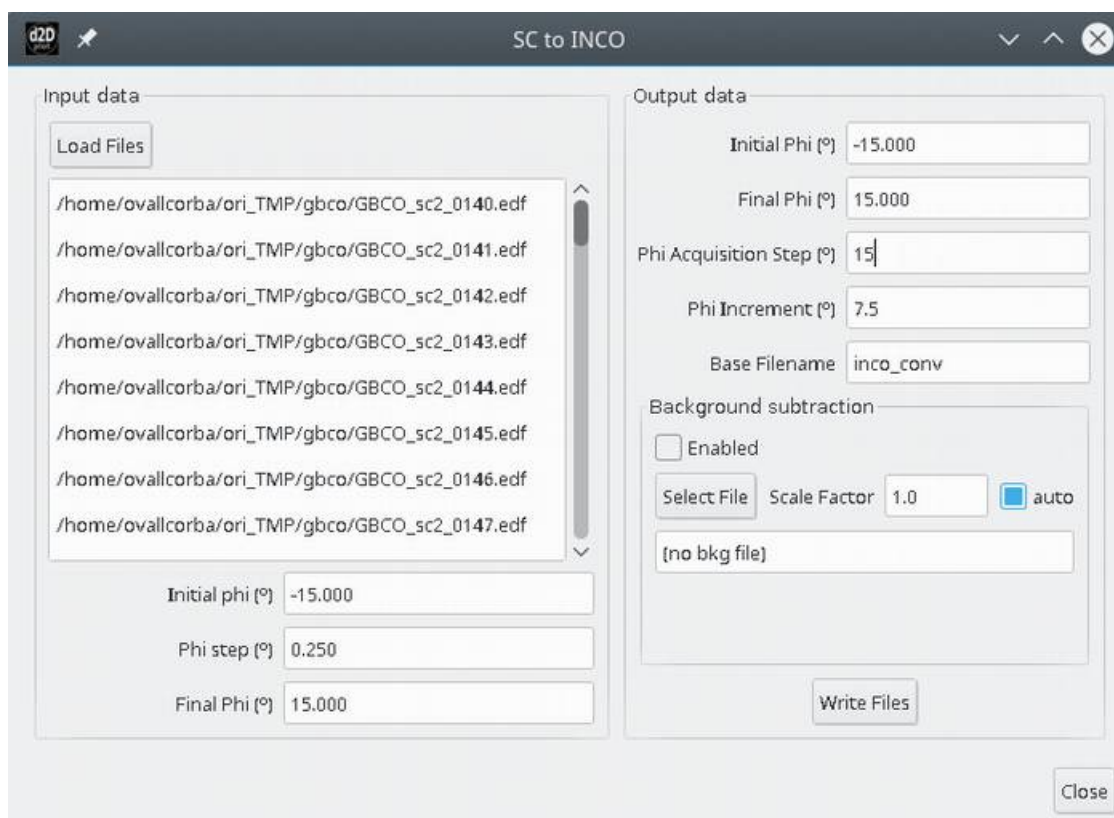 d2D
SC to INCO
Input data
Load Files
/home/ovallcorba/ori_TMP/gbco/GBCO_sc2_0140.edf
/home/ovallcorba/ori_TMP/gbco/GBCO_sc2_0141.edf
/home/ovallcorba/ori_TMP/gbco/GBCO_sc2_0142.edf
/home/ovallcorba/ori_TMP/gbco/GBCO_sc2_0143.edf
/home/ovallcorba/ori_TMP/gbco/GBCO_sc2_0144.edf
/home/ovallcorba/ori_TMP/gbco/GBCO_sc2_0145.edf
/home/ovallcorba/ori_TMP/gbco/GBCO_sc2_0146.edf
/home/ovallcorba/ori_TMP/gbco/GBCO_sc2_0147.edf
Initial phi (º) -15.000
Phi step (º) 0.250
Final Phi (º) 15.000
Output data
Initial Phi (º) -15.000
Final Phi (º) 15.000
Phi Acquisition Step (º) 15
Phi Increment (º) 7.5
Base Filename inco_conv
Background subtraction
Enabled
Select File Scale Factor 1.0 auto
(no bkg file)
Write Files
Close